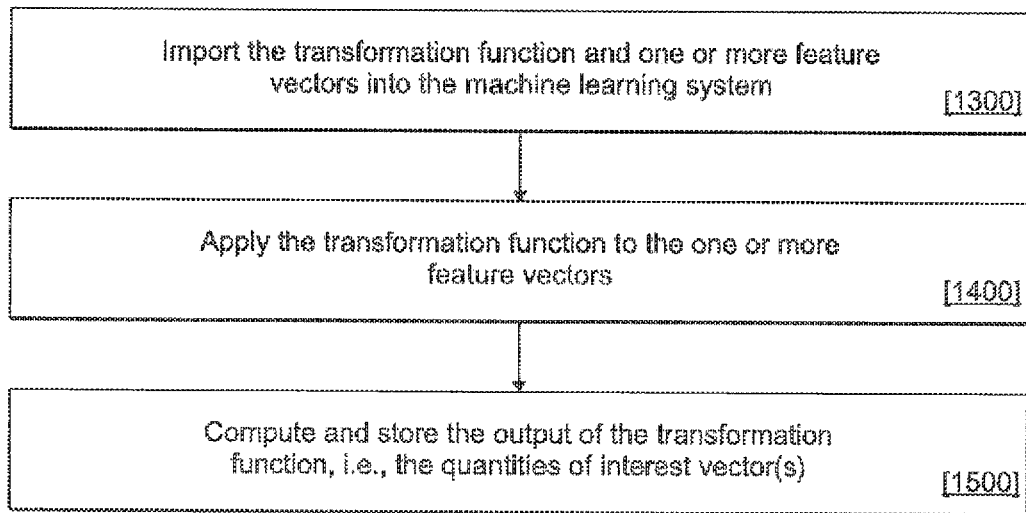 Import the transformation function and one or more feature
vectors into the machine learning system
[1300]
Apply the transformation function to the one or more
feature vectors
[1400]
Compute and store the output of the transformation
function, i.e., the quantities of interest vector(s)
[1500]